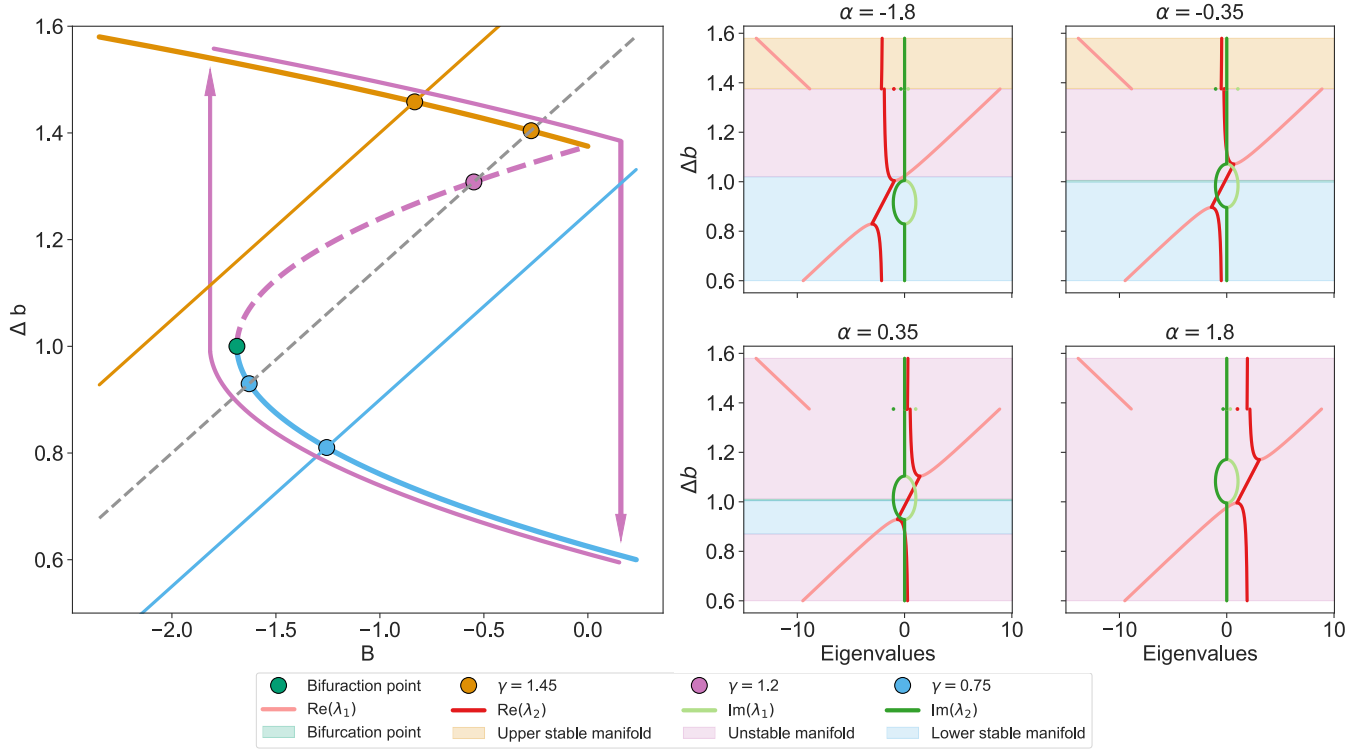 1.6
1.4
1.2
1.0
0.8
0.6
Δ b
-2.0 -1.5 -1.0 -0.5 0.0
B
α = -1.8
1.6
1.4
1.2
1.0
0.8
0.6
Δb
−10 0 10
α = -0.35
α = 0.35
1.6
1.4
1.2
1.0
0.8
0.6
Δb
−10 0 10
Eigenvalues
α = 1.8
−10 0 10
Eigenvalues
Bifuraction point γ = 1.45 γ = 1.2 γ = 0.75
Re(λ₁) Re(λ₂) Im(λ₁) Im(λ₂)
Bifurcation point Upper stable manifold Unstable manifold Lower stable manifold